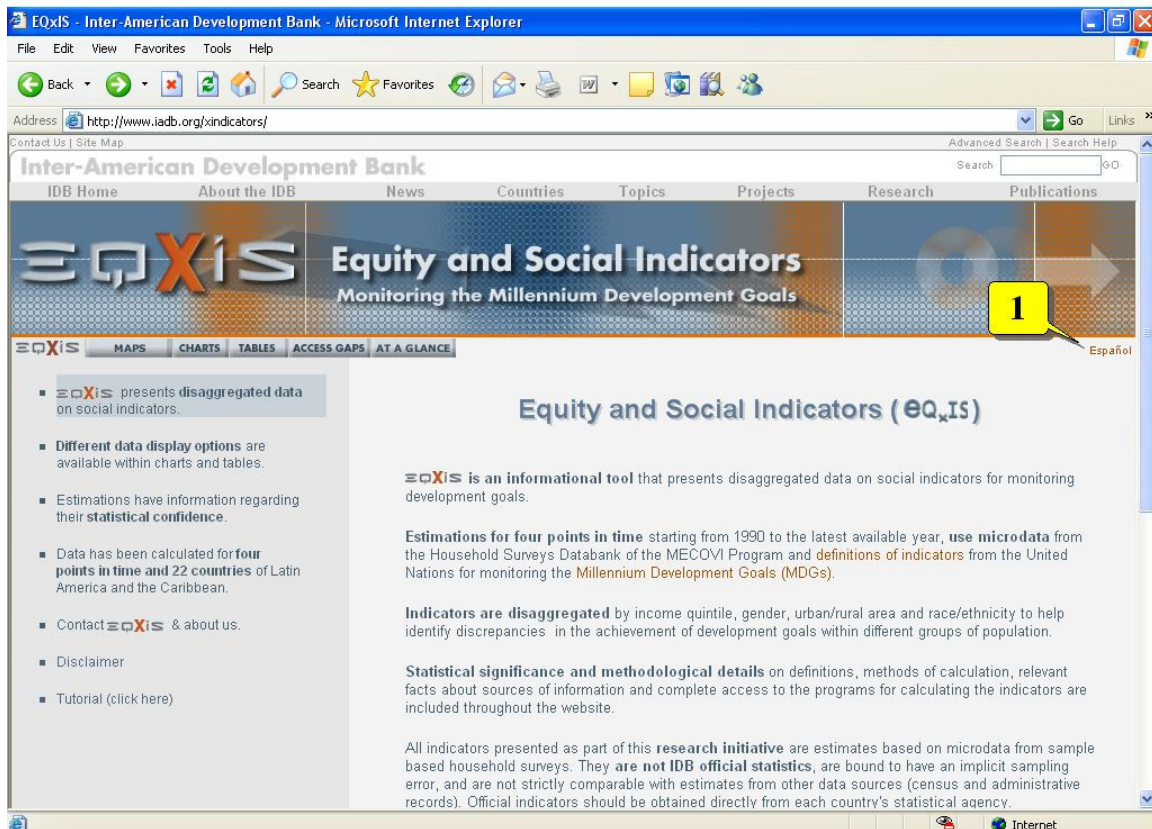 EQxIS - Inter-American Development Bank - Microsoft Internet Explorer
File Edit View Favorites Tools Help
Back Search Favorites
Address http://www.iadb.org/xindicators/ Go Links »
Contact Us | Site Map Advanced Search | Search Help
Inter-American Development Bank Search GO
IDB Home About the IDB News Countries Topics Projects Research Publications
EQXiS Equity and Social Indicators
Monitoring the Millennium Development Goals
1
EQXiS MAPS CHARTS TABLES ACCESS GAPS AT A GLANCE Español
EQXiS presents disaggregated data
on social indicators.
Different data display options are
available within charts and tables.
Estimations have information regarding
their statistical confidence.
Data has been calculated for four
points in time and 22 countries of Latin
America and the Caribbean.
Contact EQXiS & about us.
Disclaimer
Tutorial (click here)
Equity and Social Indicators (eQxIS)
EQXiS is an informational tool that presents disaggregated data on social indicators for monitoring
development goals.
Estimations for four points in time starting from 1990 to the latest available year, use microdata from
the Household Surveys Databank of the MECOVI Program and definitions of indicators from the United
Nations for monitoring the Millennium Development Goals (MDGs).
Indicators are disaggregated by income quintile, gender, urban/rural area and race/ethnicity to help
identify discrepancies in the achievement of development goals within different groups of population.
Statistical significance and methodological details on definitions, methods of calculation, relevant
facts about sources of information and complete access to the programs for calculating the indicators are
included throughout the website.
All indicators presented as part of this research initiative are estimates based on microdata from sample
based household surveys. They are not IDB official statistics, are bound to have an implicit sampling
error, and are not strictly comparable with estimates from other data sources (census and administrative
records). Official indicators should be obtained directly from each country's statistical agency.
Internet